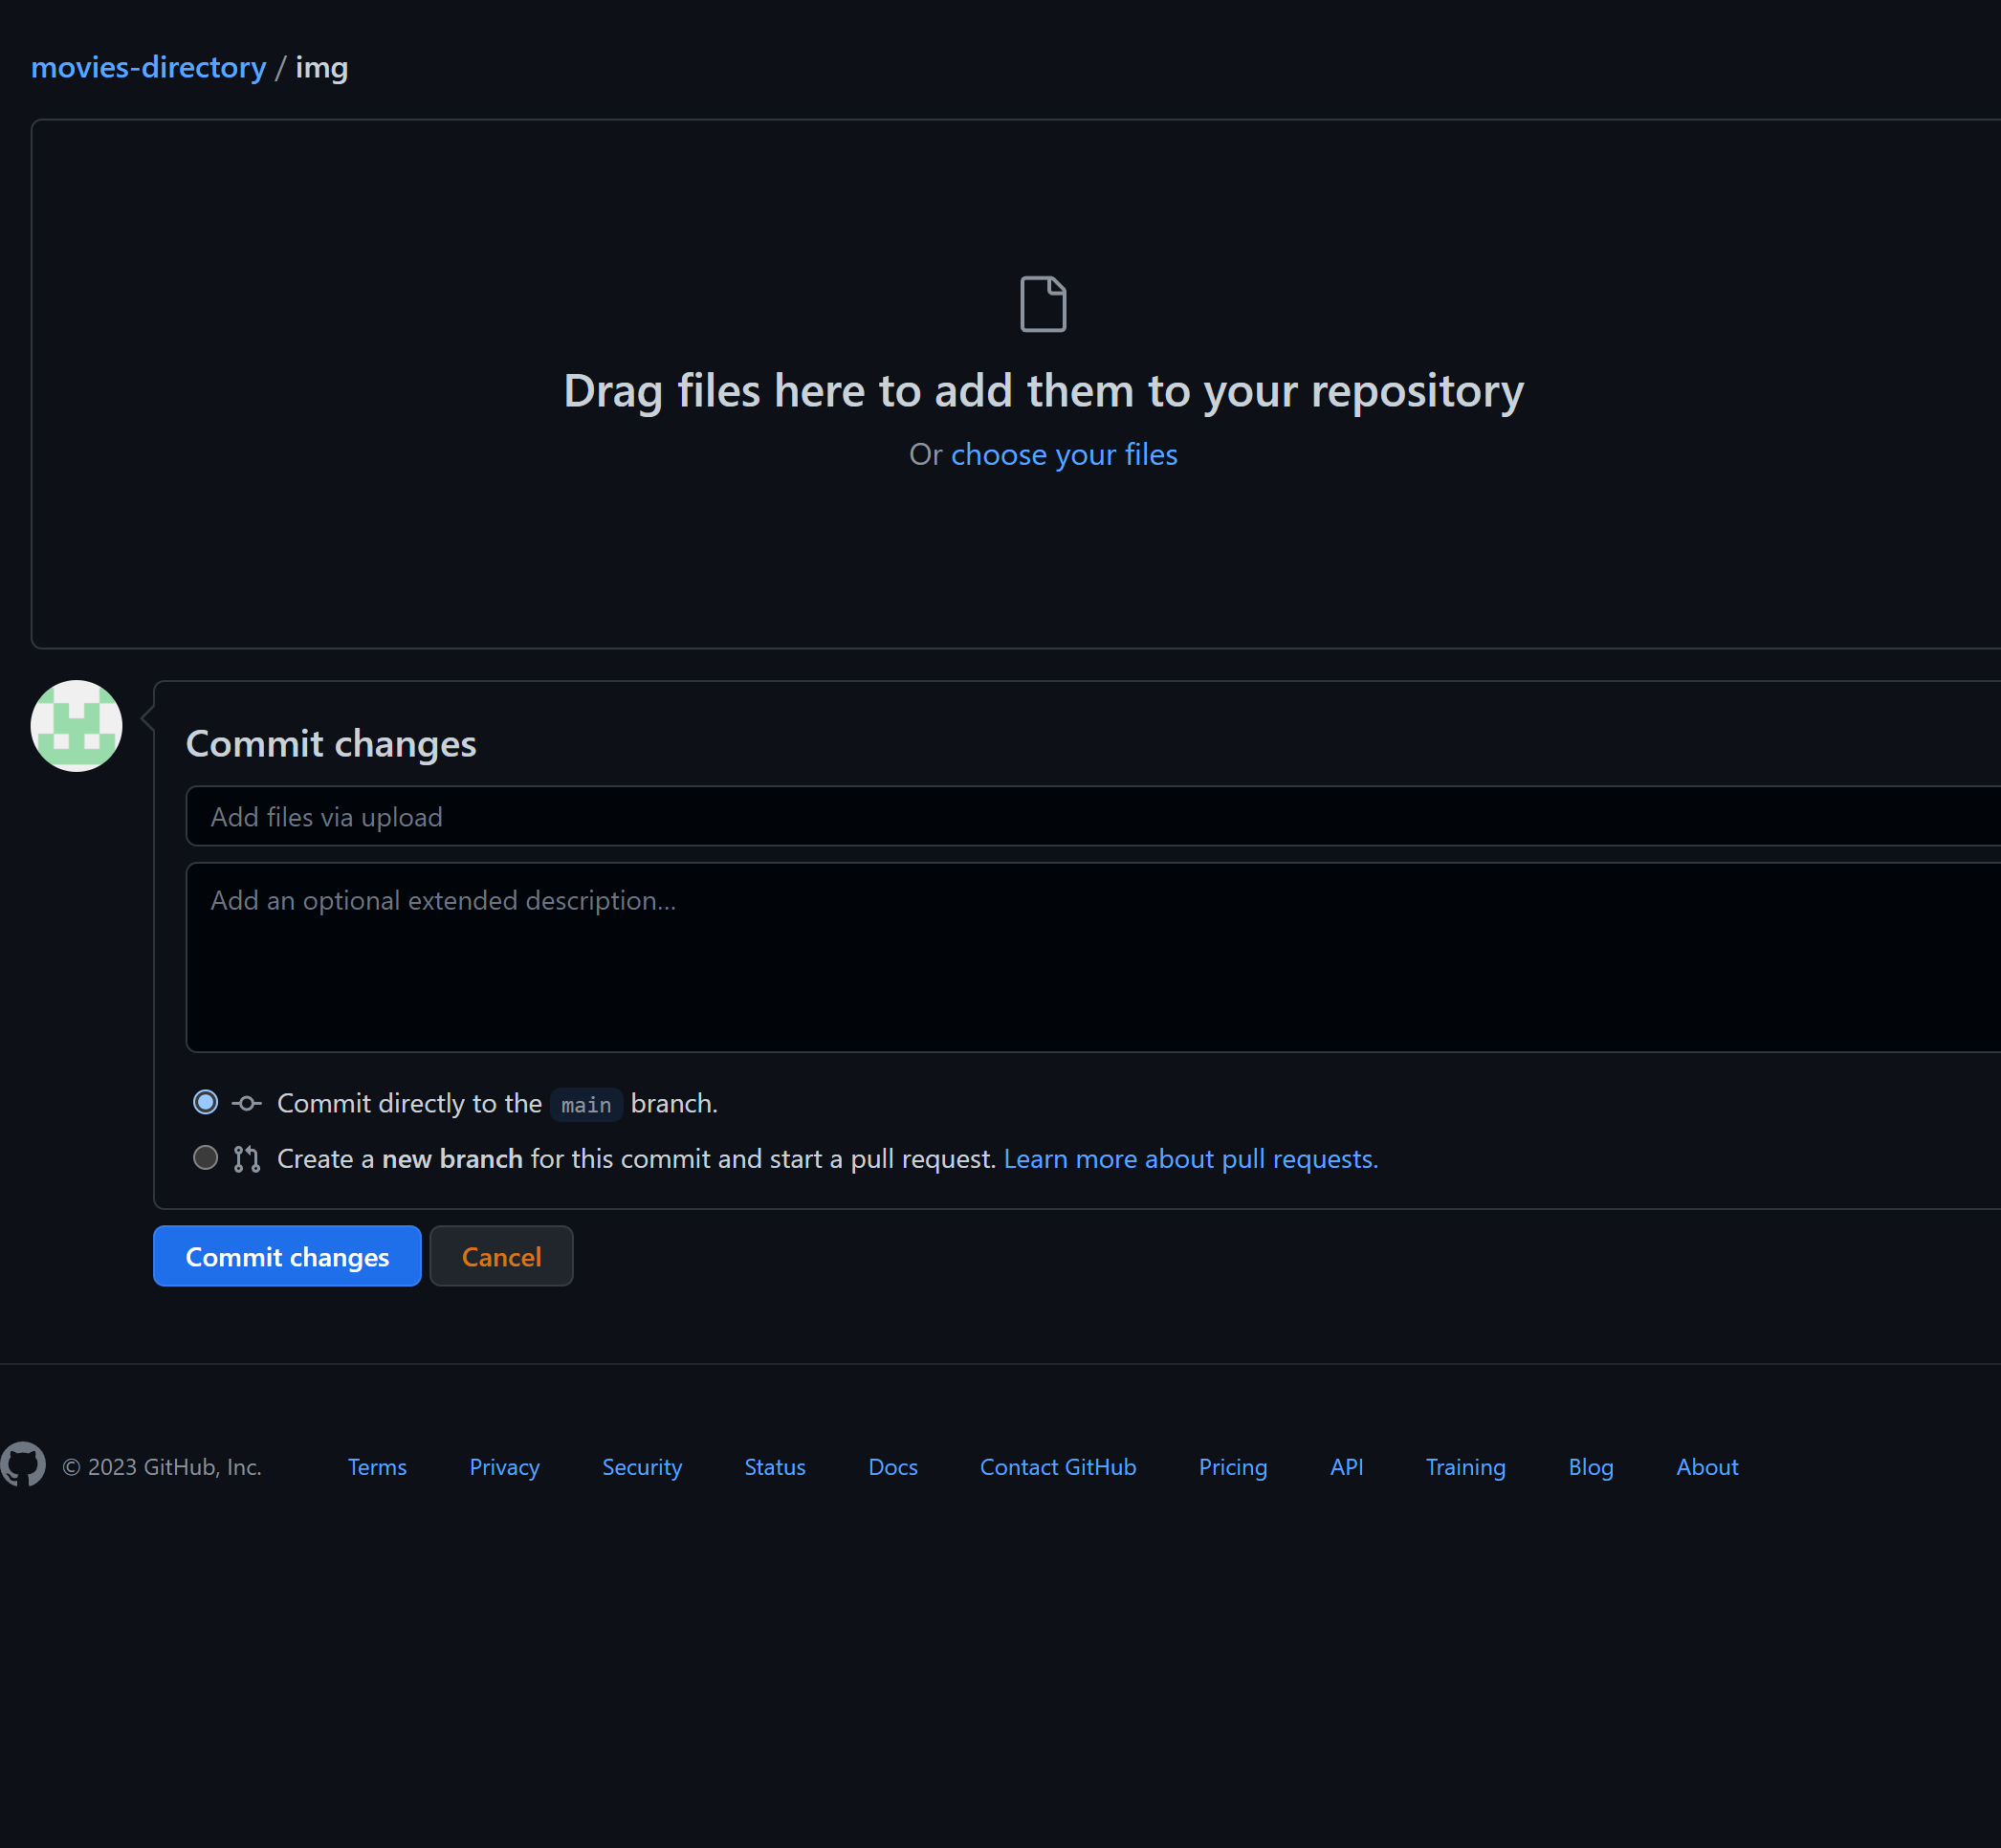 movies-directory / img
Drag files here to add them to your repository
Or choose your files
Commit changes
Add files via upload
Add an optional extended description...
Commit directly to the main branch.
Create a new branch for this commit and start a pull request. Learn more about pull requests.
Commit changes Cancel
© 2023 GitHub, Inc. Terms Privacy Security Status Docs Contact GitHub Pricing API Training Blog About